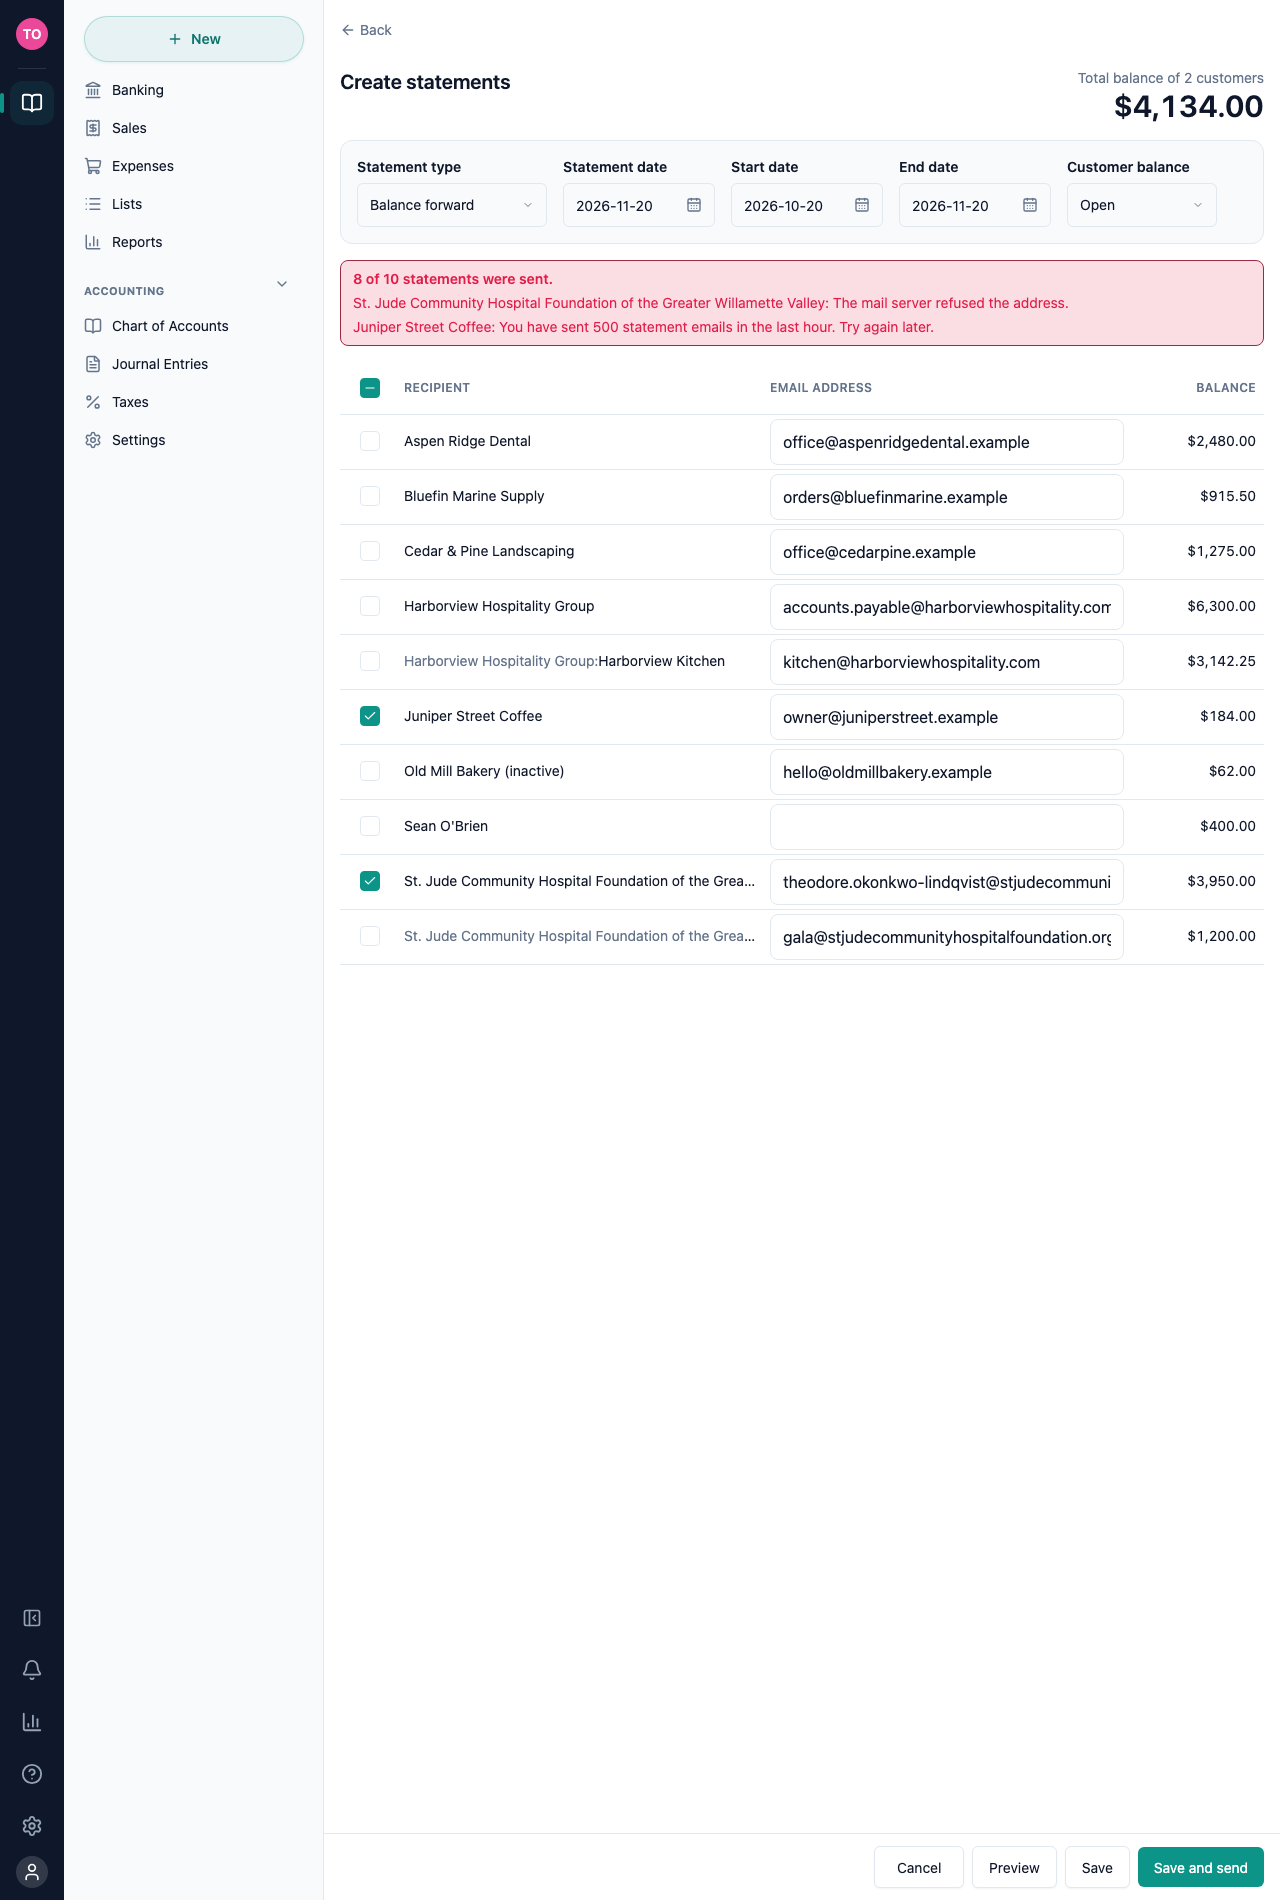 TO
New
Banking
Sales
Expenses
Lists
Reports
ACCOUNTING
Chart of Accounts
Journal Entries
Taxes
Settings
Back
Create statements
Total balance of 2 customers
$4,134.00
Statement type
Statement date
Start date
End date
Customer balance
Balance forward
2026-11-20
2026-10-20
2026-11-20
Open
8 of 10 statements were sent.
St. Jude Community Hospital Foundation of the Greater Willamette Valley: The mail server refused the address.
Juniper Street Coffee: You have sent 500 statement emails in the last hour. Try again later.
RECIPIENT EMAIL ADDRESS BALANCE
Aspen Ridge Dental office@aspenridgedental.example $2,480.00
Bluefin Marine Supply orders@bluefinmarine.example $915.50
Cedar & Pine Landscaping office@cedarpine.example $1,275.00
Harborview Hospitality Group accounts.payable@harborviewhospitality.com $6,300.00
Harborview Hospitality Group:Harborview Kitchen kitchen@harborviewhospitality.com $3,142.25
Juniper Street Coffee owner@juniperstreet.example $184.00
Old Mill Bakery (inactive) hello@oldmillbakery.example $62.00
Sean O'Brien $400.00
St. Jude Community Hospital Foundation of the Grea... theodore.okonkwo-lindqvist@stjudecommuni $3,950.00
St. Jude Community Hospital Foundation of the Grea... gala@stjudecommunityhospitalfoundation.org $1,200.00
Cancel
Preview
Save
Save and send